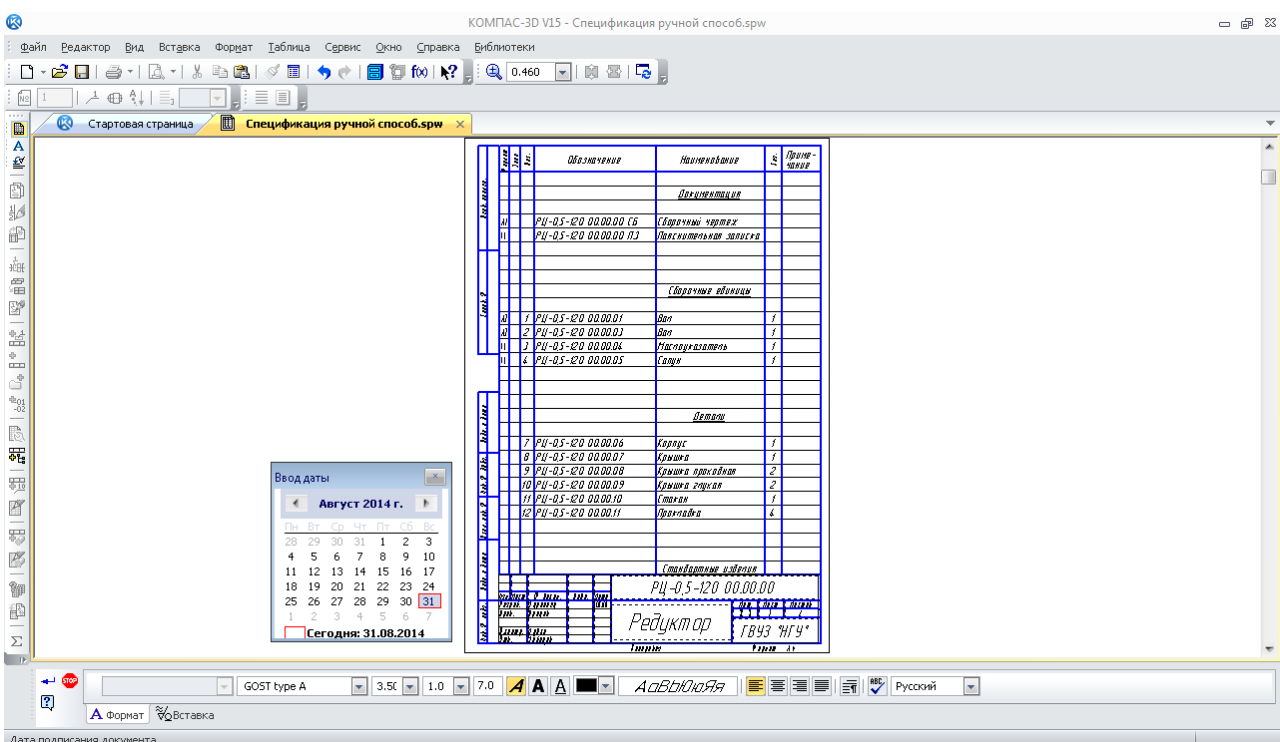 КОМПАС-3D V15 - Спецификация ручной способ.spw
Файл Редактор Вид Вставка Формат Таблица Сервис Окно Справка Библиотеки
0.460
1
Стартовая страница Спецификация ручной способ.spw
Обозначение Наименование Приме-
чание
Документация
РЦ-0,5-120 00.00.00 СБ Сборочный чертеж
РЦ-0,5-120 00.00.00 ПЗ Пояснительная записка
Сборочные единицы
1 РЦ-0,5-120 00.00.01 Вал 1
2 РЦ-0,5-120 00.00.03 Вал 1
3 РЦ-0,5-120 00.00.04 Маслоуказатель 1
4 РЦ-0,5-120 00.00.05 Сапун 1
Детали
7 РЦ-0,5-120 00.00.06 Корпус 1
8 РЦ-0,5-120 00.00.07 Крышка 1
9 РЦ-0,5-120 00.00.08 Крышка проходная 2
10 РЦ-0,5-120 00.00.09 Крышка глухая 2
11 РЦ-0,5-120 00.00.10 Стакан 1
12 РЦ-0,5-120 00.00.11 Прокладка 4
Стандартные изделия
РЦ-0,5-120 00.00.00
Редуктор
ГВУЗ "НГУ"
Ввод даты
Август 2014 г.
Пн Вт Ср Чт Пт Сб Вс
28 29 30 31 1 2 3
4 5 6 7 8 9 10
11 12 13 14 15 16 17
18 19 20 21 22 23 24
25 26 27 28 29 30 31
1 2 3 4 5 6 7
Сегодня: 31.08.2014
STOP
GOST type A 3.5 1.0 7.0 А А А АаВbЮюЯя ABC Русский
А Формат Вставка
Дата подписания документа